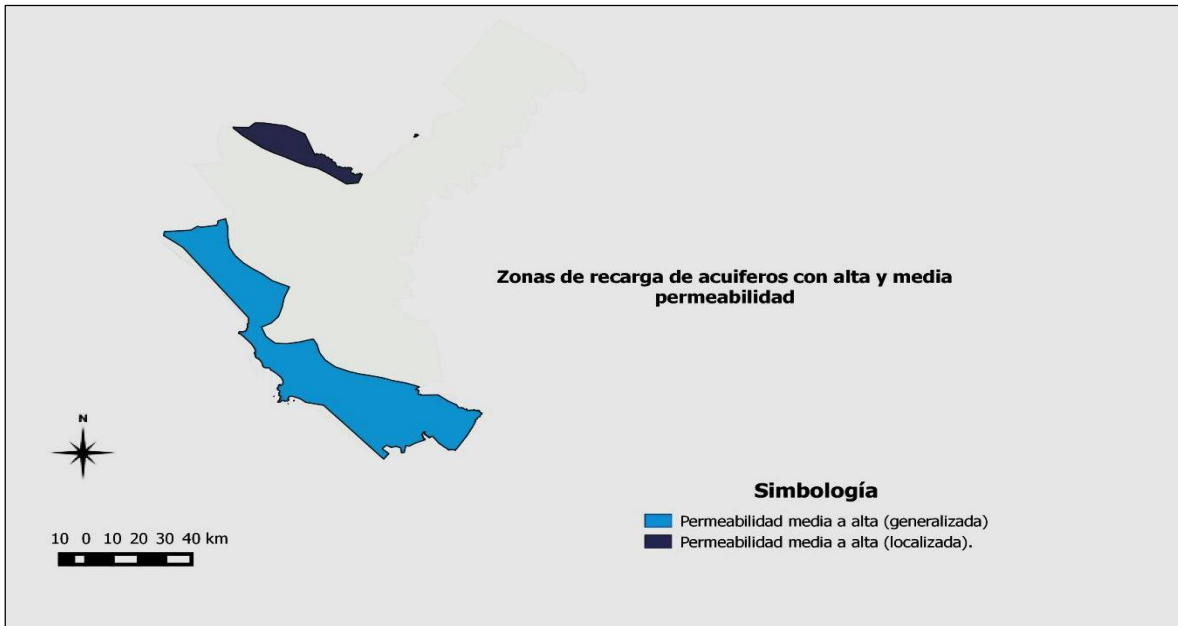 Zonas de recarga de acuiferos con alta y media
permeabilidad
N
10 0 10 20 30 40 km
Simbología
Permeabilidad media a alta (generalizada)
Permeabilidad media a alta (localizada).